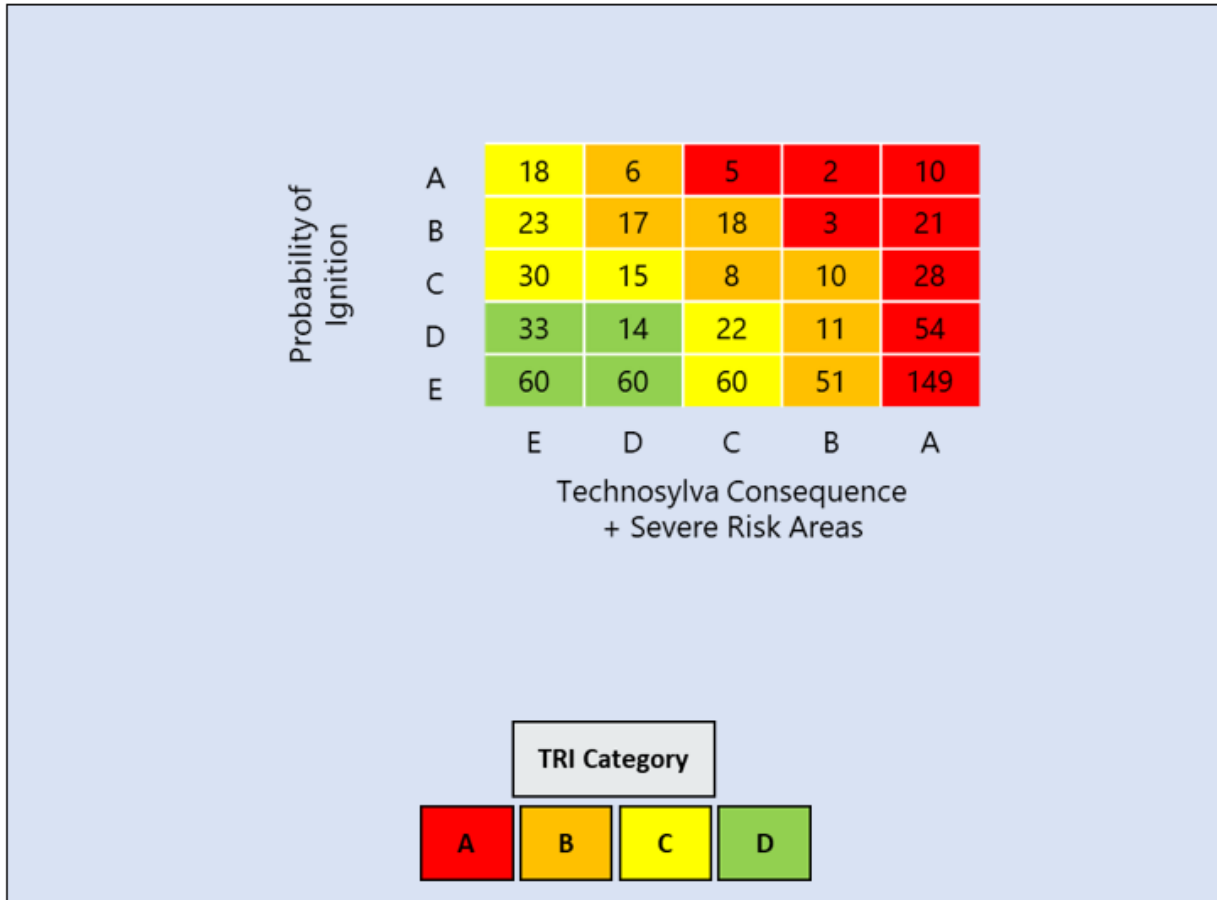 Probability of
Ignition
A 18 6 5 2 10
B 23 17 18 3 21
C 30 15 8 10 28
D 33 14 22 11 54
E 60 60 60 51 149
E D C B A
Technosylva Consequence
+ Severe Risk Areas
TRI Category
A B C D